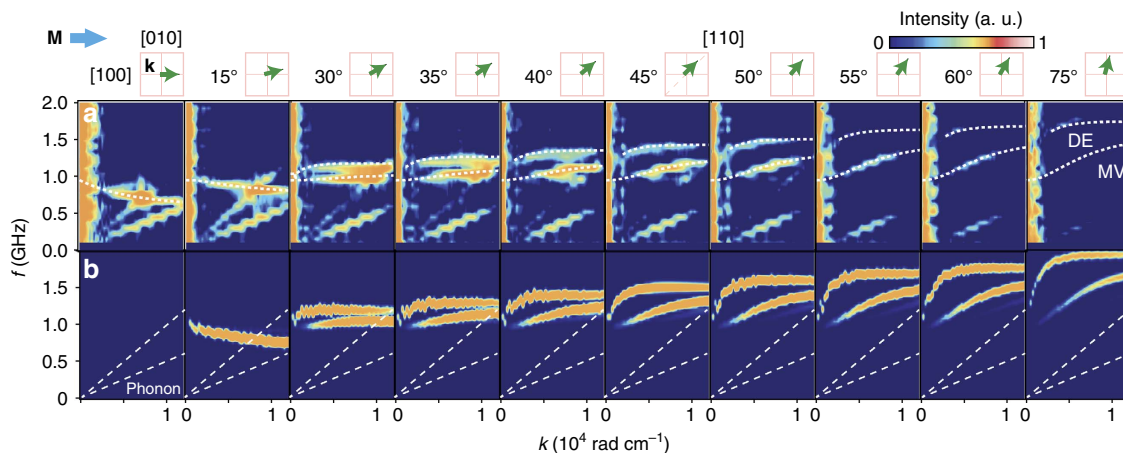 M [010] [110] Intensity (a. u.)
0 1
[100] k 15° 30° 35° 40° 45° 50° 55° 60° 75°
2.0 a
1.5 DE
1.0 MV
0.5
0.0
f (GHz)
b
1.5
1.0
0.5
Phonon
0
0 1 0 1 0 1 0 1 0 1 0 1 0 1 0 1 0 1 0 1
k (10⁴ rad cm⁻¹)